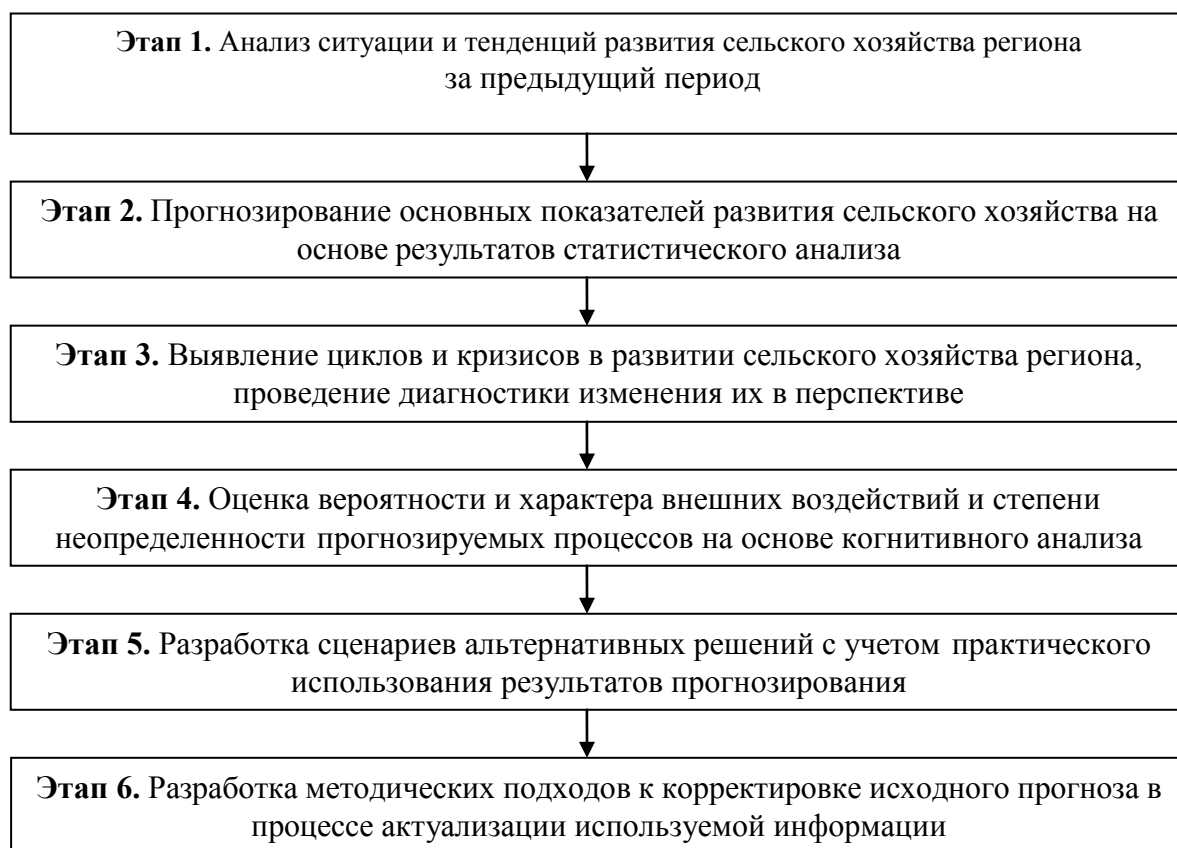 Этап 1. Анализ ситуации и тенденций развития сельского хозяйства региона
за предыдущий период
Этап 2. Прогнозирование основных показателей развития сельского хозяйства на
основе результатов статистического анализа
Этап 3. Выявление циклов и кризисов в развитии сельского хозяйства региона,
проведение диагностики изменения их в перспективе
Этап 4. Оценка вероятности и характера внешних воздействий и степени
неопределенности прогнозируемых процессов на основе когнитивного анализа
Этап 5. Разработка сценариев альтернативных решений с учетом практического
использования результатов прогнозирования
Этап 6. Разработка методических подходов к корректировке исходного прогноза в
процессе актуализации используемой информации